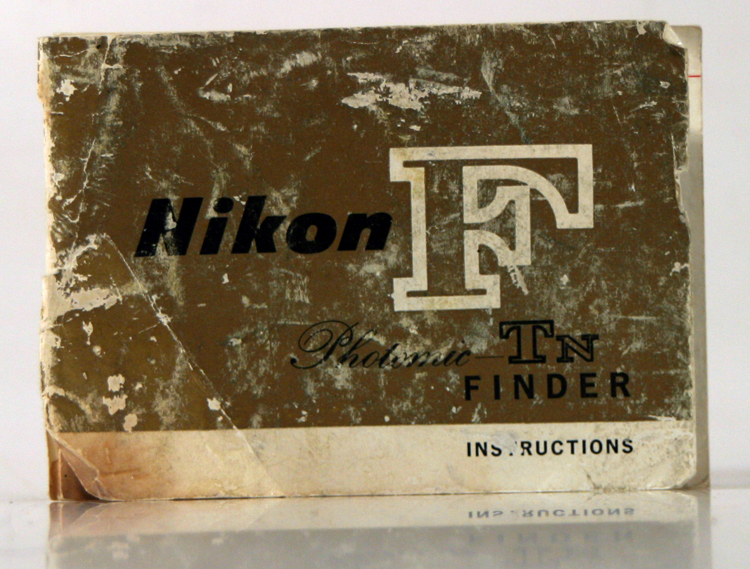 Nikon F
Photomic-TN
FINDER
INSTRUCTIONS